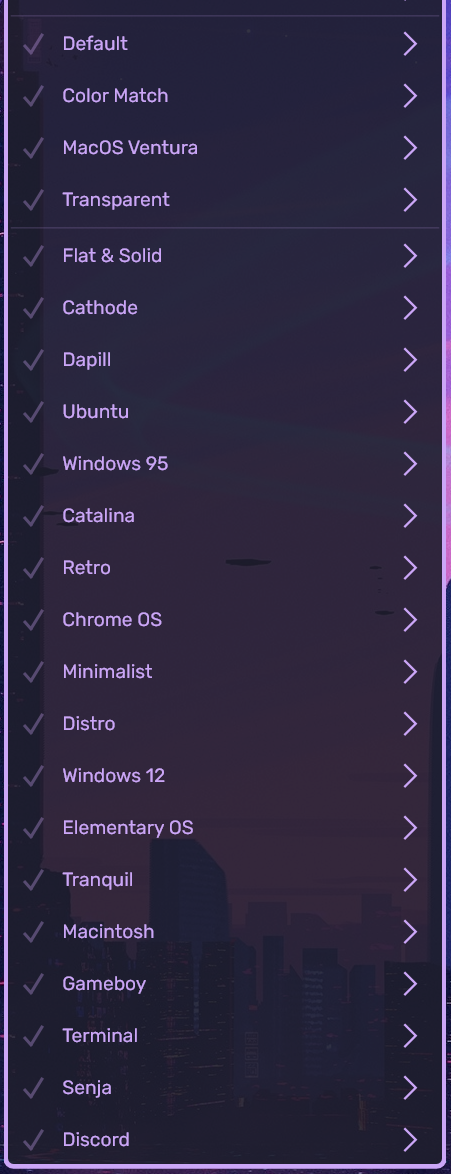 Default
Color Match
MacOS Ventura
Transparent
Flat & Solid
Cathode
Dapill
Ubuntu
Windows 95
Catalina
Retro
Chrome OS
Minimalist
Distro
Windows 12
Elementary OS
Tranquil
Macintosh
Gameboy
Terminal
Senja
Discord